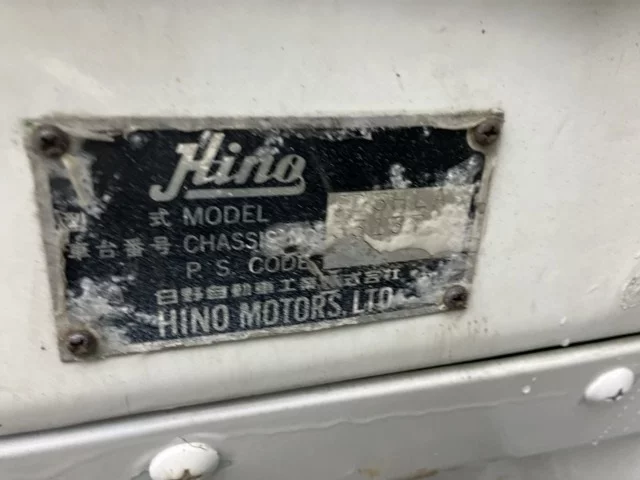 Hino
型式 MODEL
車台番号 CHASSIS
P. S. CODE
日野自動車工業株式会社
HINO MOTORS, LTD